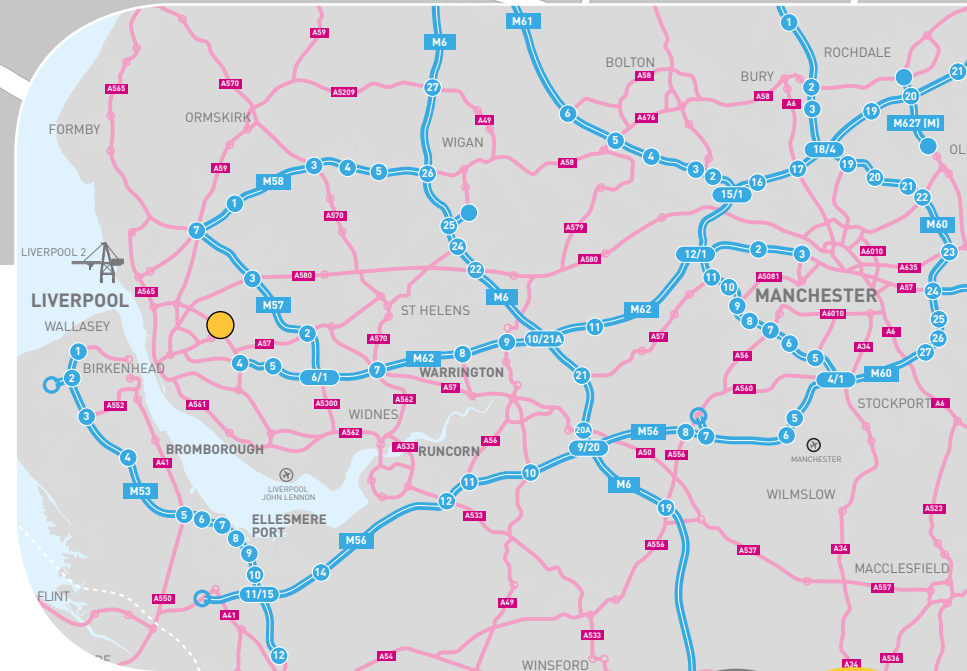 M61
1
A59
M6
ROCHDALE
BOLTON
A58
BURY
21
A565
A570
27
A5209
A58
A6
2
20
3
19
A49
6
A676
M627 (M)
ORMSKIRK
FORMBY
WIGAN
5
18/4
OL
4
A58
3
17
19
A59
3
4
5
26
2
16
20
M58
15/1
21
1
22
A570
25
7
A579
M60
24
LIVERPOOL 2
12/1
2
3
A6010
23
A580
A635
22
3
A580
11
A5081
A57
A565
M6
10
24
LIVERPOOL
M57
9
MANCHESTER
ST HELENS
M62
A6010
8
25
WALLASEY
11
7
A6
2
A57
26
A57
A570
9
10/21A
6
A34
1
M62
8
A56
5
27
4
5
BIRKENHEAD
7
WARRINGTON
M60
2
6/1
21
4/1
A57
A560
A552
A561
A5300
A562
STOCKPORT
A6
3
WIDNES
5
20A
M56
8
7
6
A562
BROMBOROUGH
A533
RUNCORN
A56
9/20
MANCHESTER
4
A41
A50
A556
10
LIVERPOOL
JOHN LENNON
11
M6
M53
WILMSLOW
12
19
A523
5
6
ELLESMERE
PORT
A533
7
8
M56
A556
A537
A34
9
14
MACCLESFIELD
10
A557
FLINT
A550
11/15
A49
A41
A533
12
A54
WINSFORD
A34
A536